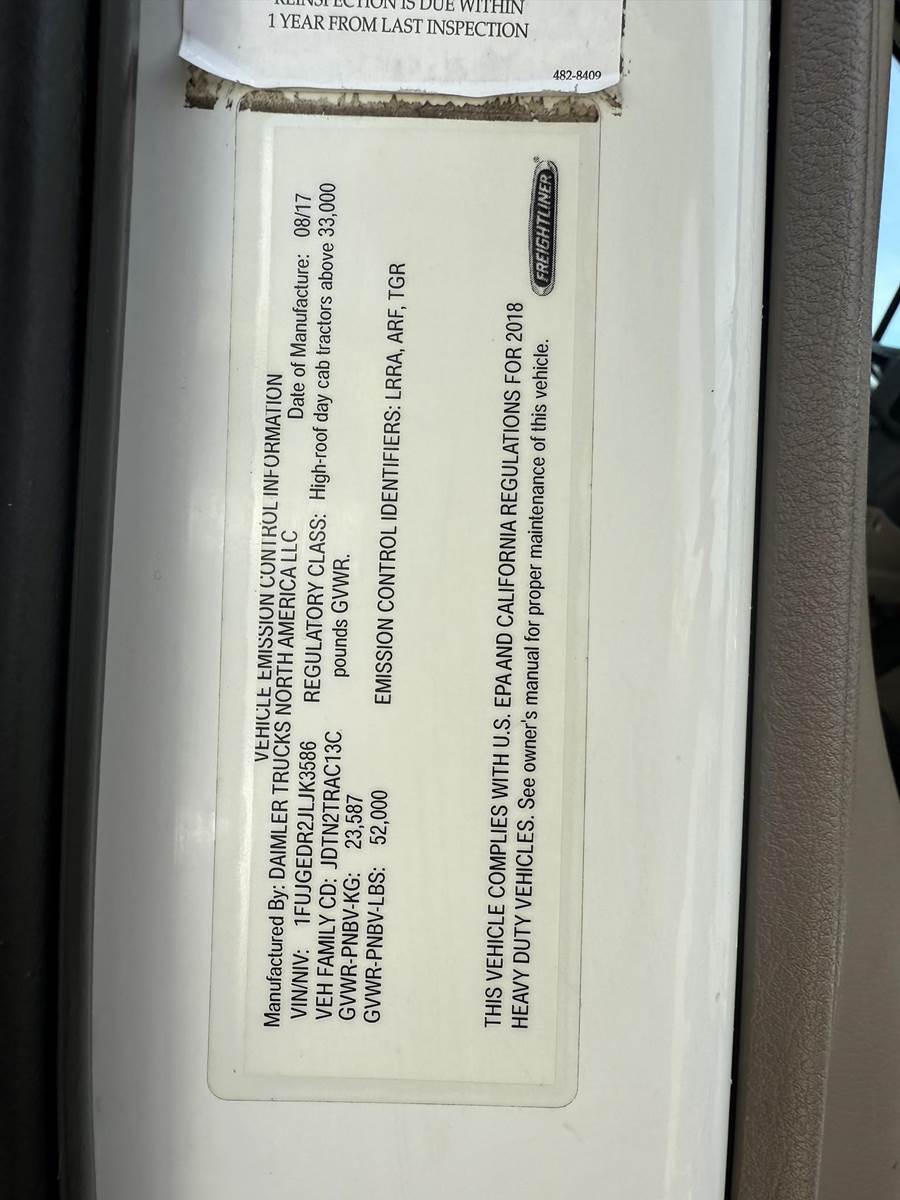 REINSPECTION IS DUE WITHIN
1 YEAR FROM LAST INSPECTION
482-8409
VEHICLE EMISSION CONTROL INFORMATION
Manufactured By: DAIMLER TRUCKS NORTH AMERICA LLC Date of Manufacture: 08/17
VIN/NIV: 1FUJGEDR2JLJK3586 REGULATORY CLASS: High-roof day cab tractors above 33,000
VEH FAMILY CD: JDTN2TRAC13C pounds GVWR.
GVWR-PNBV-KG: 23,587
GVWR-PNBV-LBS: 52,000 EMISSION CONTROL IDENTIFIERS: LRRA, ARF, TGR
THIS VEHICLE COMPLIES WITH U.S. EPA AND CALIFORNIA REGULATIONS FOR 2018
HEAVY DUTY VEHICLES. See owner's manual for proper maintenance of this vehicle.
FREIGHTLINER®